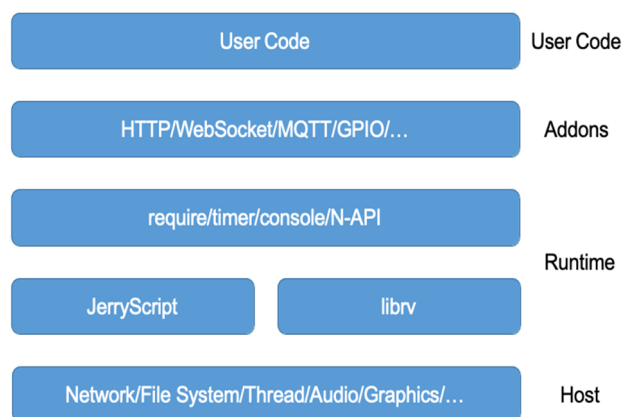 User Code User Code
HTTP/WebSocket/MQTT/GPIO/... Addons
require/timer/console/N-API
Runtime
JerryScript librv
Network/File System/Thread/Audio/Graphics/... Host